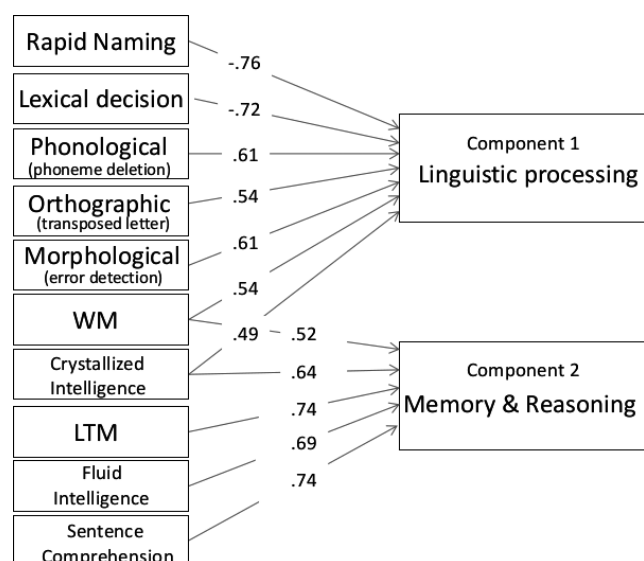 Rapid Naming
Lexical decision
Phonological
(phoneme deletion)
Orthographic
(transposed letter)
Morphological
(error detection)
WM
Crystallized
Intelligence
LTM
Fluid
Intelligence
Sentence
Comprehension
-.76
-.72
.61
.54
.61
.54
.49
.52
.64
.74
.69
.74
Component 1
Linguistic processing
Component 2
Memory & Reasoning